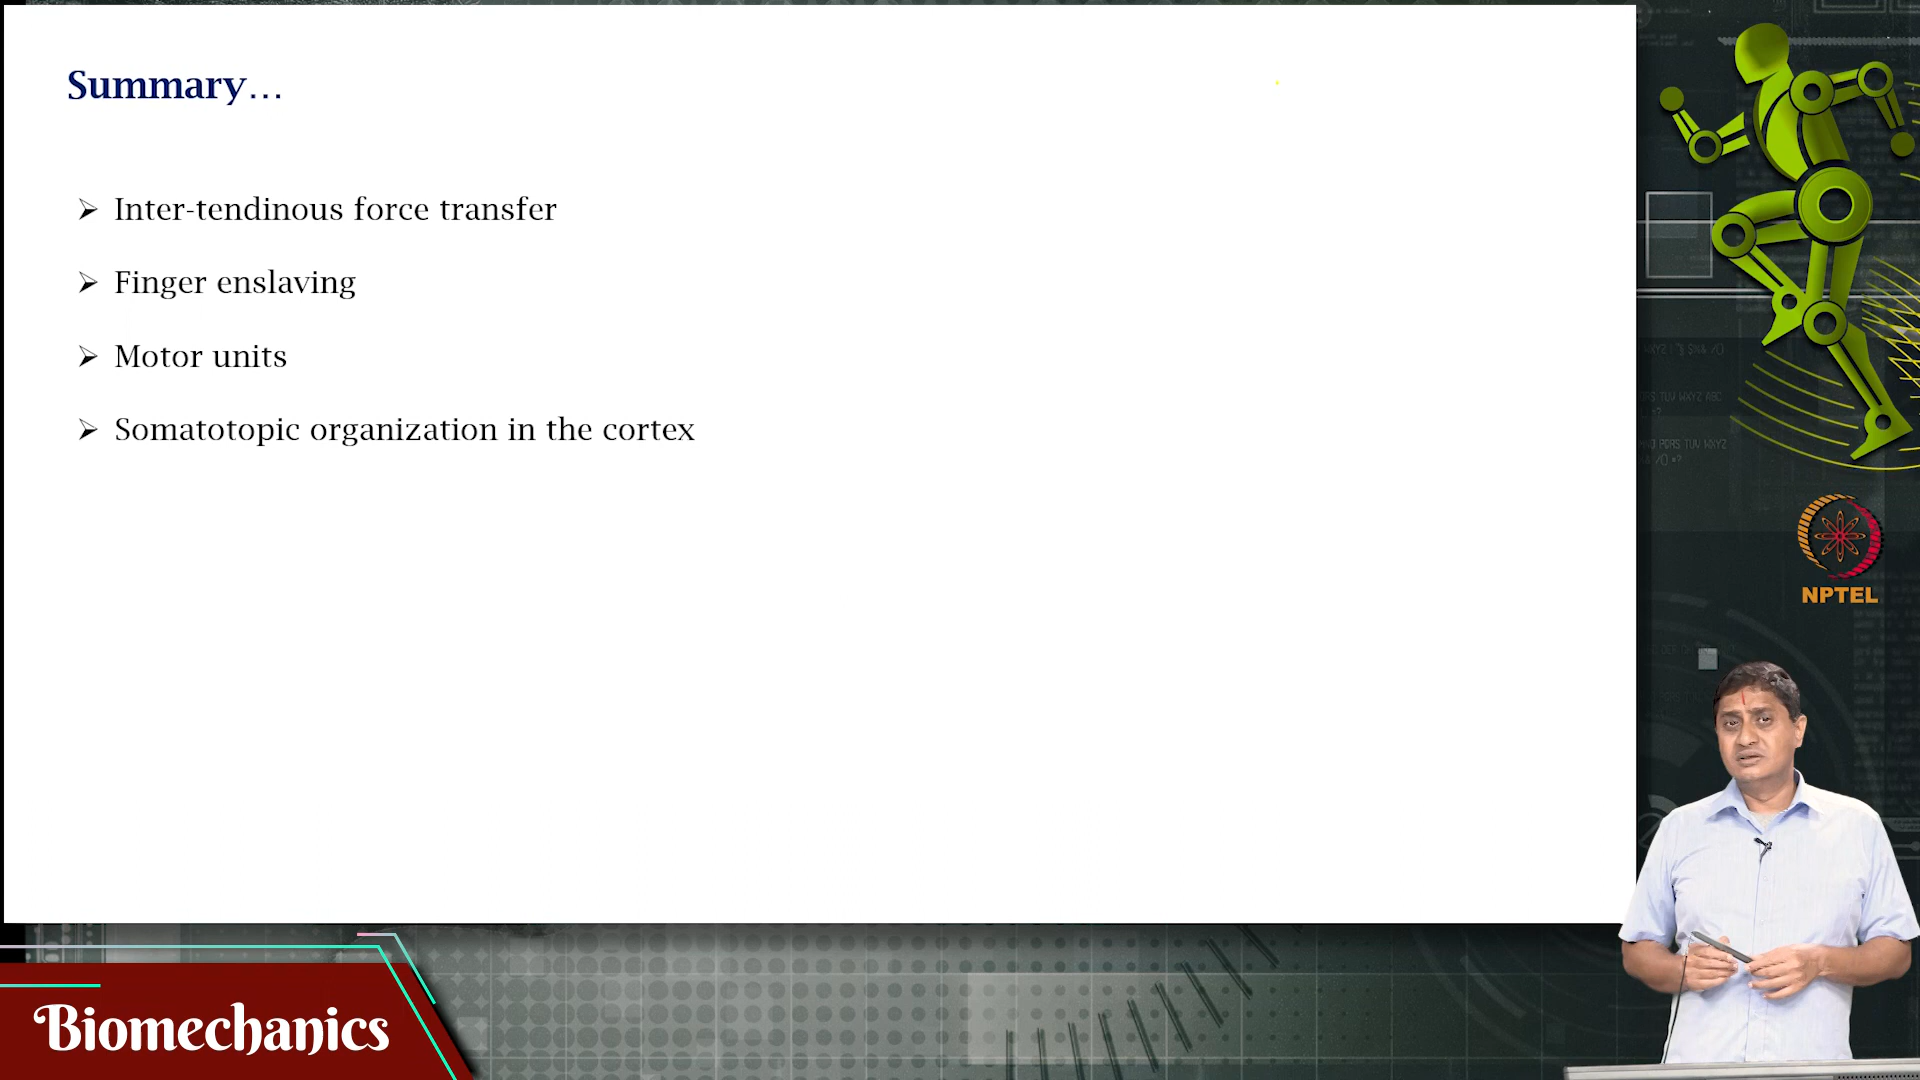 Summary...
➢ Inter-tendinous force transfer
➢ Finger enslaving
➢ Motor units
➢ Somatotopic organization in the cortex
NPTEL
Biomechanics